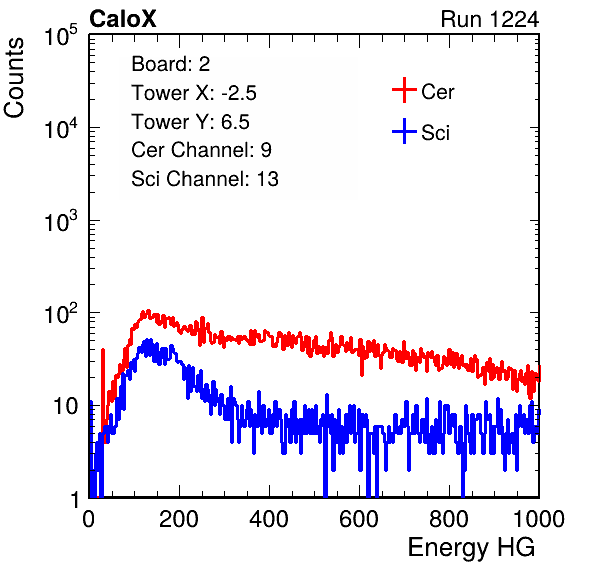 CaloX Run 1224
Counts
10^5
10^4
10^3
10^2
10
1
Board: 2
Tower X: -2.5
Tower Y: 6.5
Cer Channel: 9
Sci Channel: 13
Cer
Sci
0 200 400 600 800 1000
Energy HG